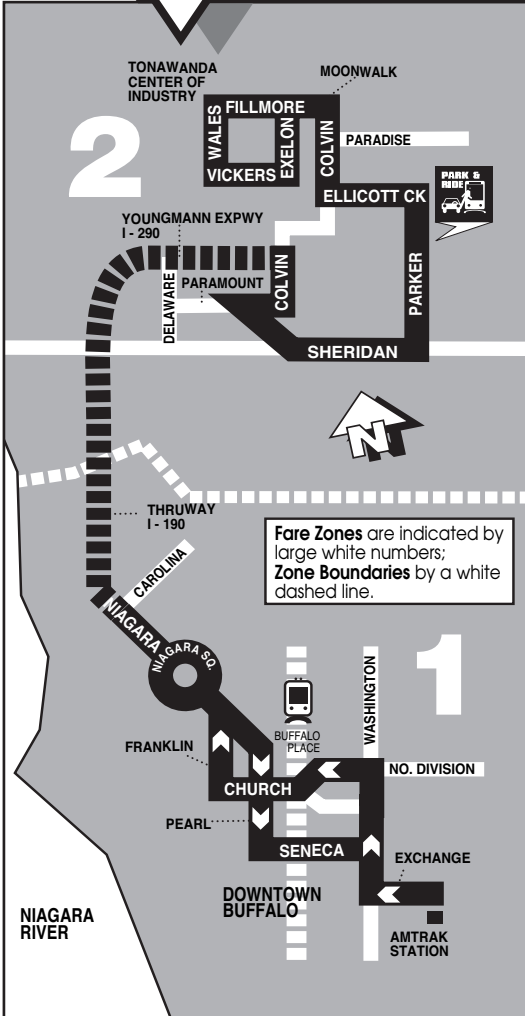 TONAWANDA
CENTER OF
INDUSTRY
MOONWALK
2
FILLMORE
WALES
EXELON
COLVIN
PARADISE
VICKERS
PARK &
RIDE
ELLICOTT CK
YOUNGMANN EXPWY
I - 290
COLVIN
PARKER
DELAWARE
PARAMOUNT
SHERIDAN
N
THRUWAY
I - 190
Fare Zones are indicated by
large white numbers;
Zone Boundaries by a white
dashed line.
CAROLINA
NIAGARA
NIAGARA SQ.
1
WASHINGTON
BUFFALO
PLACE
FRANKLIN
NO. DIVISION
CHURCH
PEARL
SENECA
EXCHANGE
DOWNTOWN
BUFFALO
NIAGARA
RIVER
AMTRAK
STATION